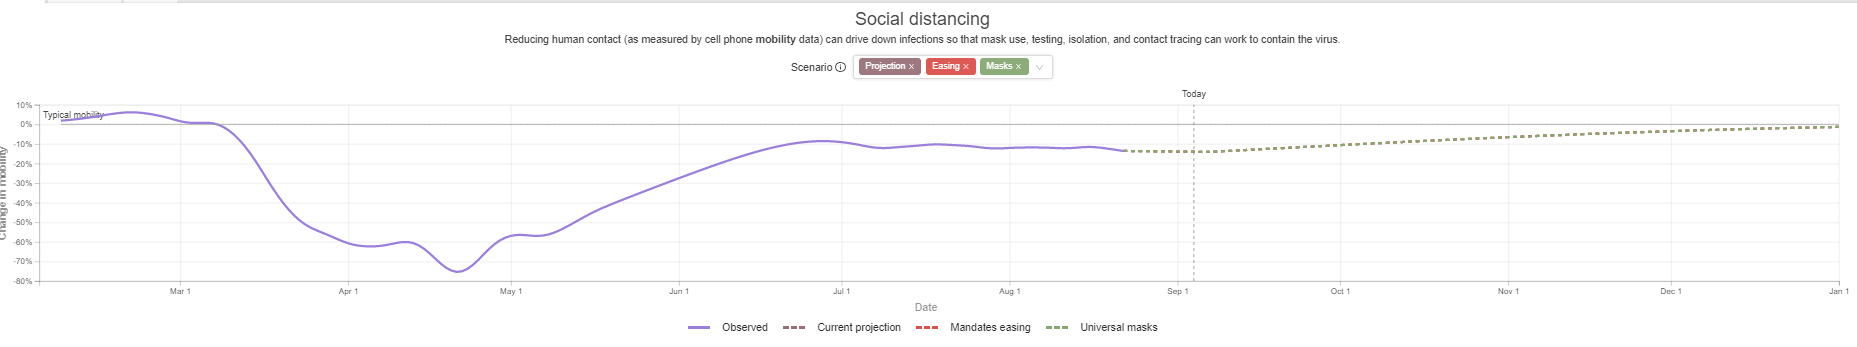 Social distancing
Reducing human contact (as measured by cell phone mobility data) can drive down infections so that mask use, testing, isolation, and contact tracing can work to contain the virus.
Scenario Projection × Easing × Masks ×
Today
Typical mobility
10%
0%
-10%
-20%
-30%
-40%
-50%
-60%
-70%
-80%
Change in mobility
Mar 1 Apr 1 May 1 Jun 1 Jul 1 Aug 1 Sep 1 Oct 1 Nov 1 Dec 1 Jan 1
Date
Observed Current projection Mandates easing Universal masks